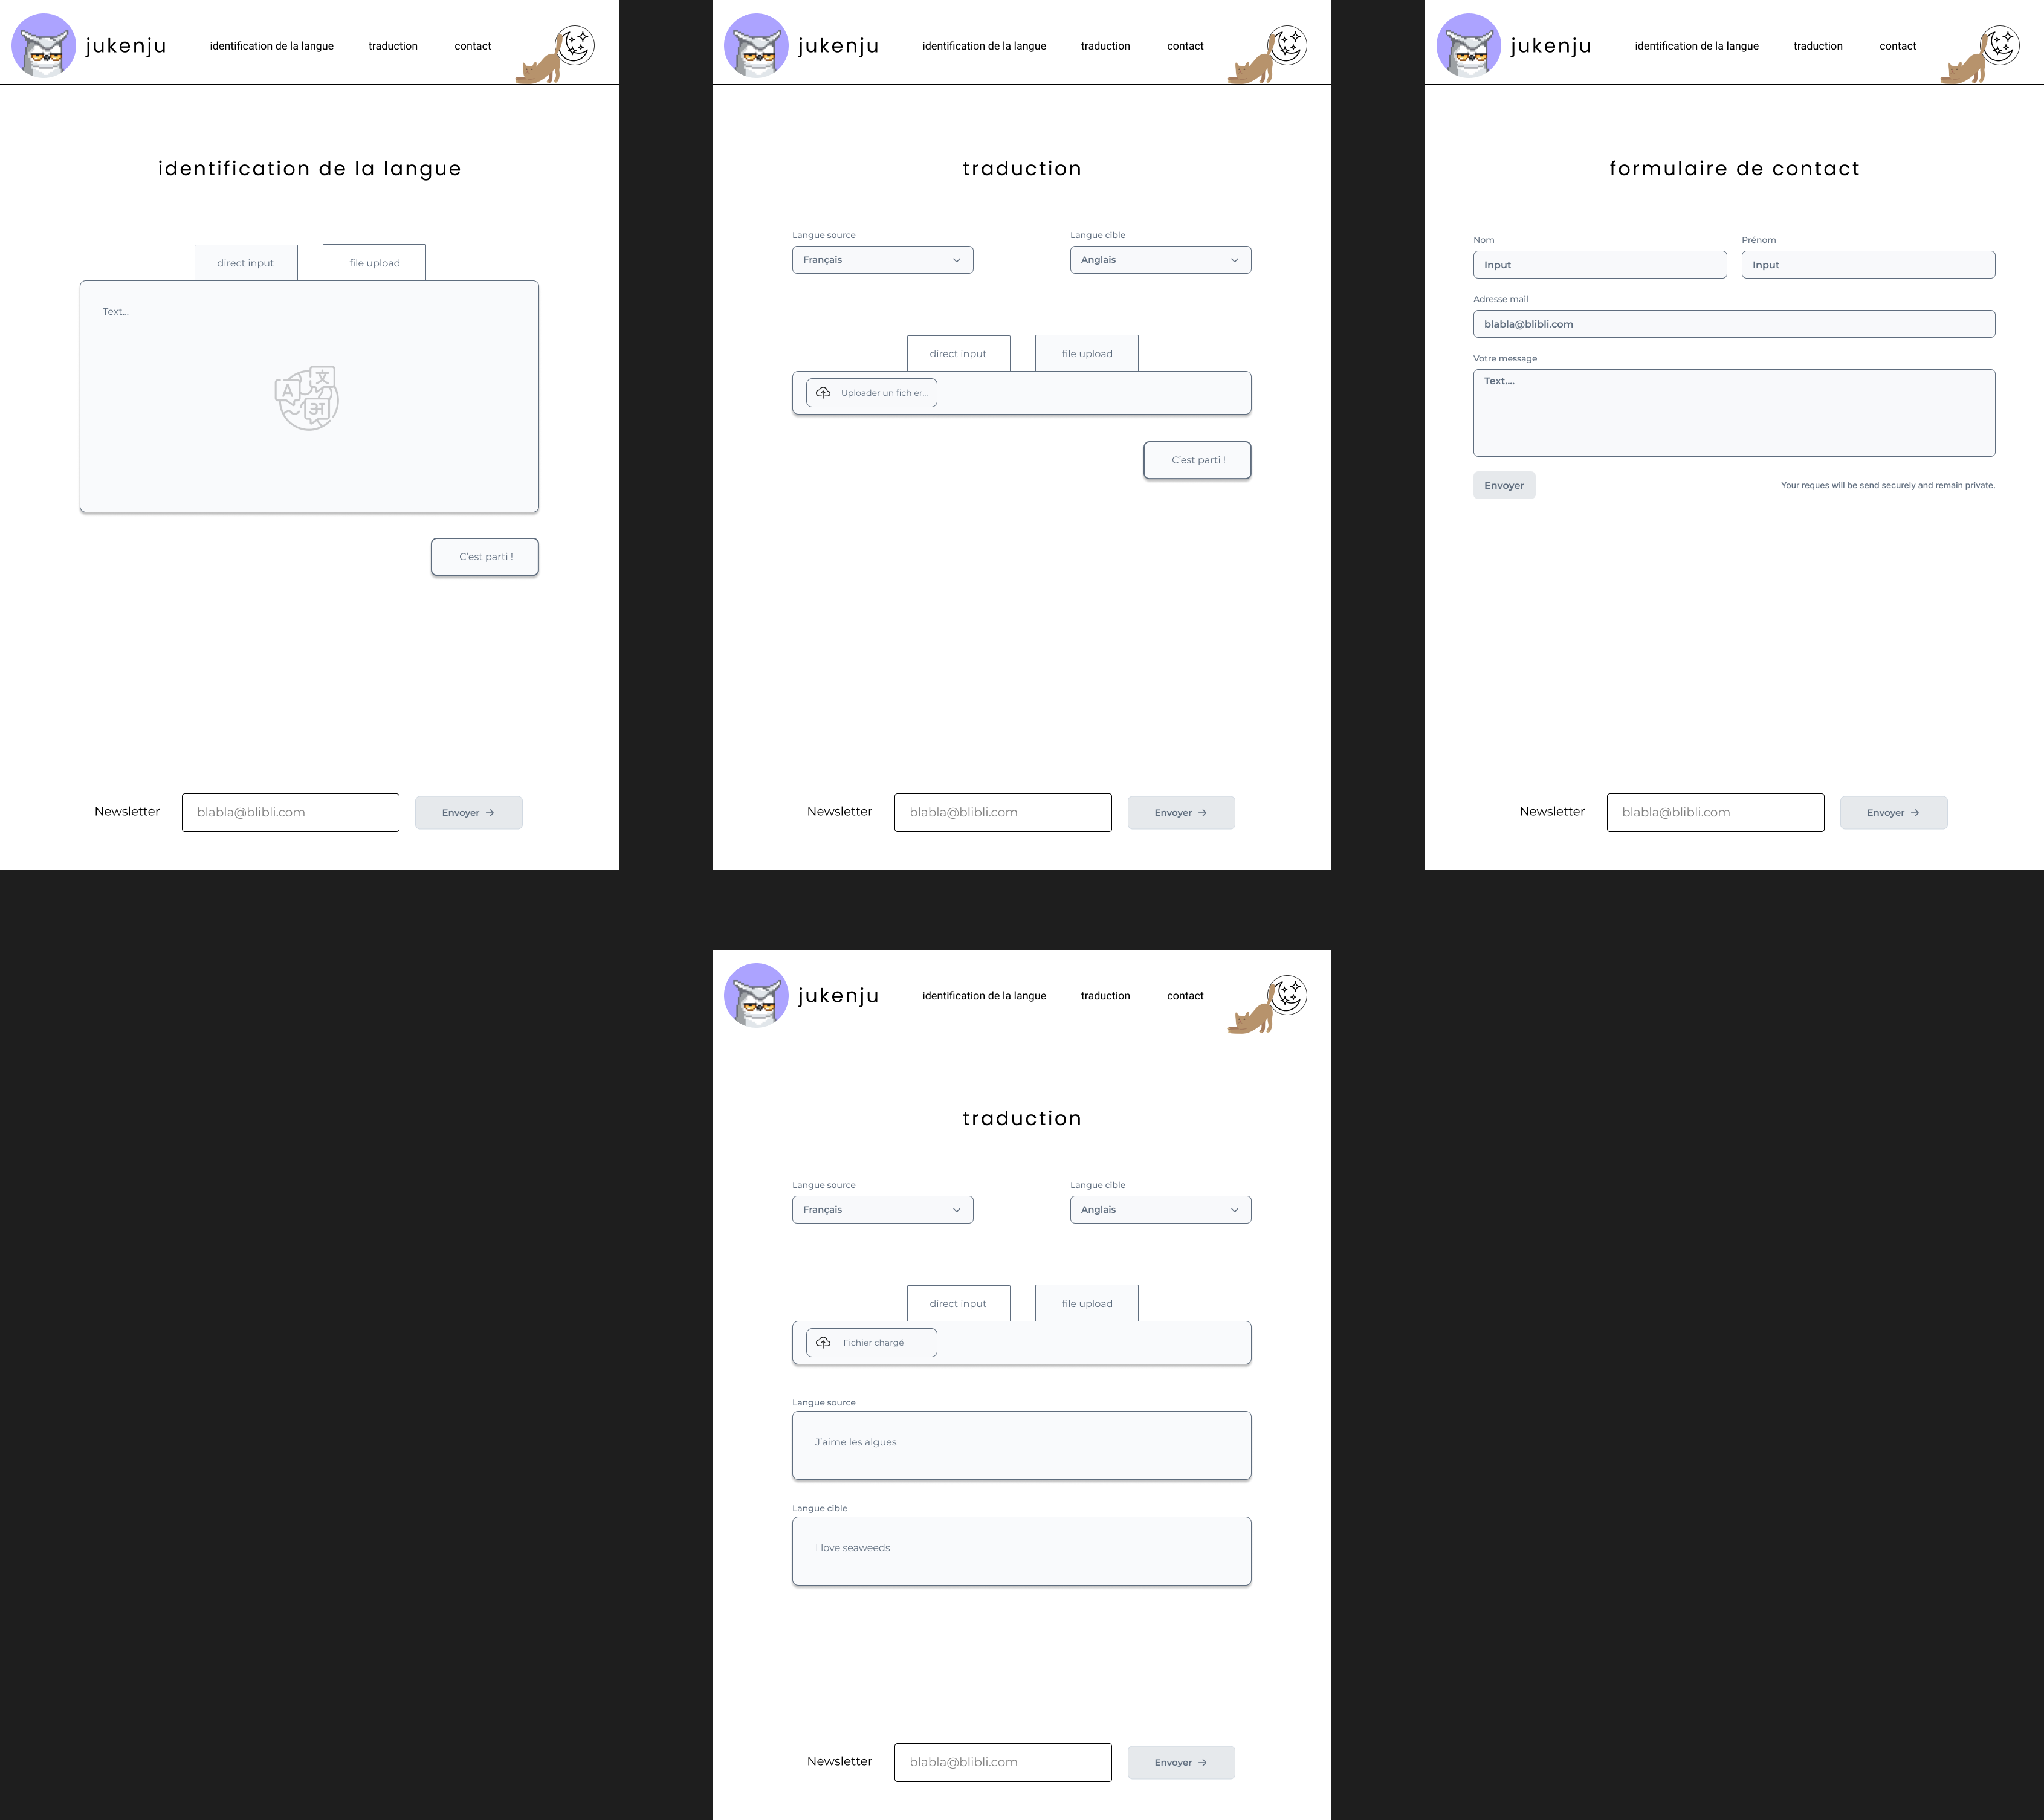 jukenju
identification de la langue traduction contact
identification de la langue
direct input file upload
Text...
C'est parti !
Newsletter blabla@blibli.com Envoyer →
jukenju
identification de la langue traduction contact
traduction
Langue source Langue cible
Français Anglais
direct input file upload
Uploader un fichier...
C'est parti !
Newsletter blabla@blibli.com Envoyer →
jukenju
identification de la langue traduction contact
formulaire de contact
Nom Prénom
Input Input
Adresse mail
blabla@blibli.com
Votre message
Text....
Envoyer Your reques will be send securely and remain private.
Newsletter blabla@blibli.com Envoyer →
jukenju
identification de la langue traduction contact
traduction
Langue source Langue cible
Français Anglais
direct input file upload
Fichier chargé
Langue source
J'aime les algues
Langue cible
I love seaweeds
Newsletter blabla@blibli.com Envoyer →